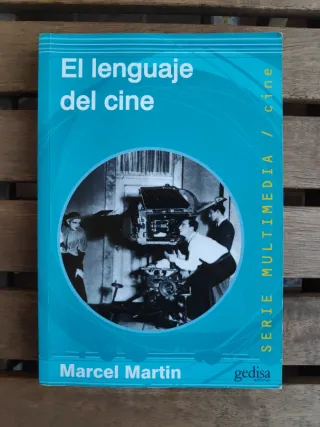 El lenguaje
del cine
SERIE MULTIMEDIA / cine
Marcel Martin
gedisa